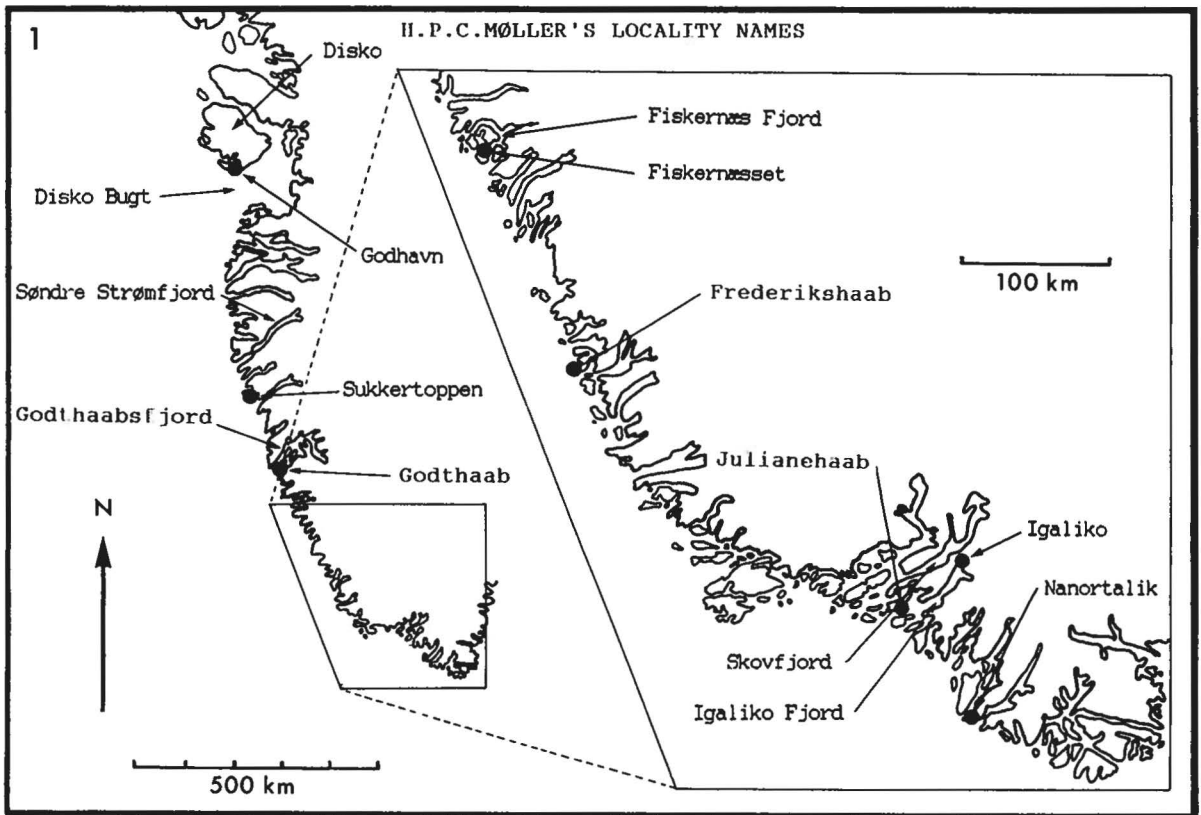 1
H.P.C.MØLLER'S LOCALITY NAMES
Disko
Disko Bugt
Godhavn
Søndre Strømfjord
Sukkertoppen
Godthaabsfjord
Godthaab
N
500 km
Fiskernæs Fjord
Fiskernæsset
100 km
Frederikshaab
Julianehaab
Igaliko
Nanortalik
Skovfjord
Igaliko Fjord